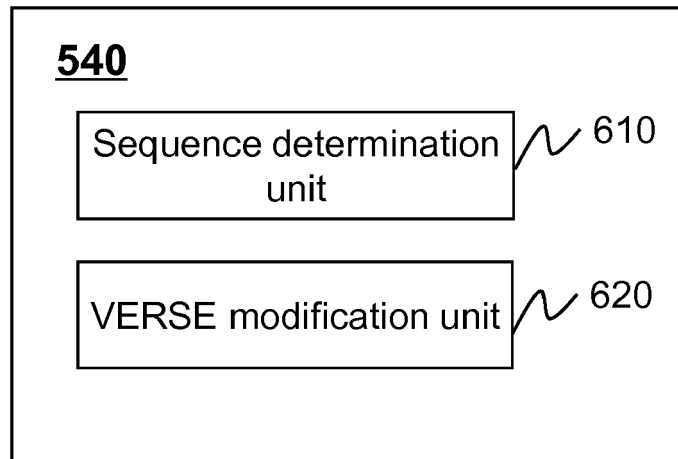 540
Sequence determination
unit
610
VERSE modification unit
620